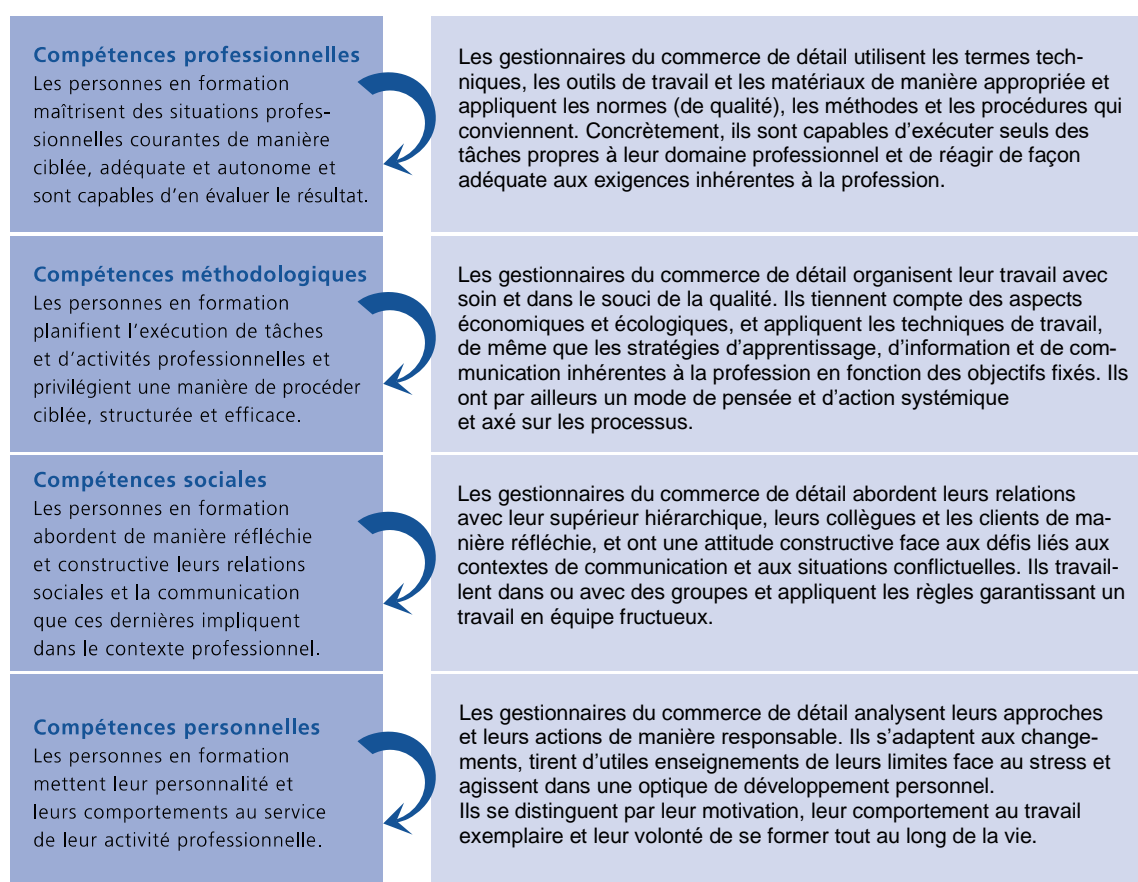 Compétences professionnelles
Les personnes en formation
maîtrisent des situations profes-
sionnelles courantes de manière
ciblée, adéquate et autonome et
sont capables d'en évaluer le résultat.
Les gestionnaires du commerce de détail utilisent les termes tech-
niques, les outils de travail et les matériaux de manière appropriée et
appliquent les normes (de qualité), les méthodes et les procédures qui
conviennent. Concrètement, ils sont capables d'exécuter seuls des
tâches propres à leur domaine professionnel et de réagir de façon
adéquate aux exigences inhérentes à la profession.
Compétences méthodologiques
Les personnes en formation
planifient l'exécution de tâches
et d'activités professionnelles et
privilégient une manière de procéder
ciblée, structurée et efficace.
Les gestionnaires du commerce de détail organisent leur travail avec
soin et dans le souci de la qualité. Ils tiennent compte des aspects
économiques et écologiques, et appliquent les techniques de travail,
de même que les stratégies d'apprentissage, d'information et de com-
munication inhérentes à la profession en fonction des objectifs fixés. Ils
ont par ailleurs un mode de pensée et d'action systémique
et axé sur les processus.
Compétences sociales
Les personnes en formation
abordent de manière réfléchie
et constructive leurs relations
sociales et la communication
que ces dernières impliquent
dans le contexte professionnel.
Les gestionnaires du commerce de détail abordent leurs relations
avec leur supérieur hiérarchique, leurs collègues et les clients de ma-
nière réfléchie, et ont une attitude constructive face aux défis liés aux
contextes de communication et aux situations conflictuelles. Ils travail-
lent dans ou avec des groupes et appliquent les règles garantissant un
travail en équipe fructueux.
Compétences personnelles
Les personnes en formation
mettent leur personnalité et
leurs comportements au service
de leur activité professionnelle.
Les gestionnaires du commerce de détail analysent leurs approches
et leurs actions de manière responsable. Ils s'adaptent aux change-
ments, tirent d'utiles enseignements de leurs limites face au stress et
agissent dans une optique de développement personnel.
Ils se distinguent par leur motivation, leur comportement au travail
exemplaire et leur volonté de se former tout au long de la vie.